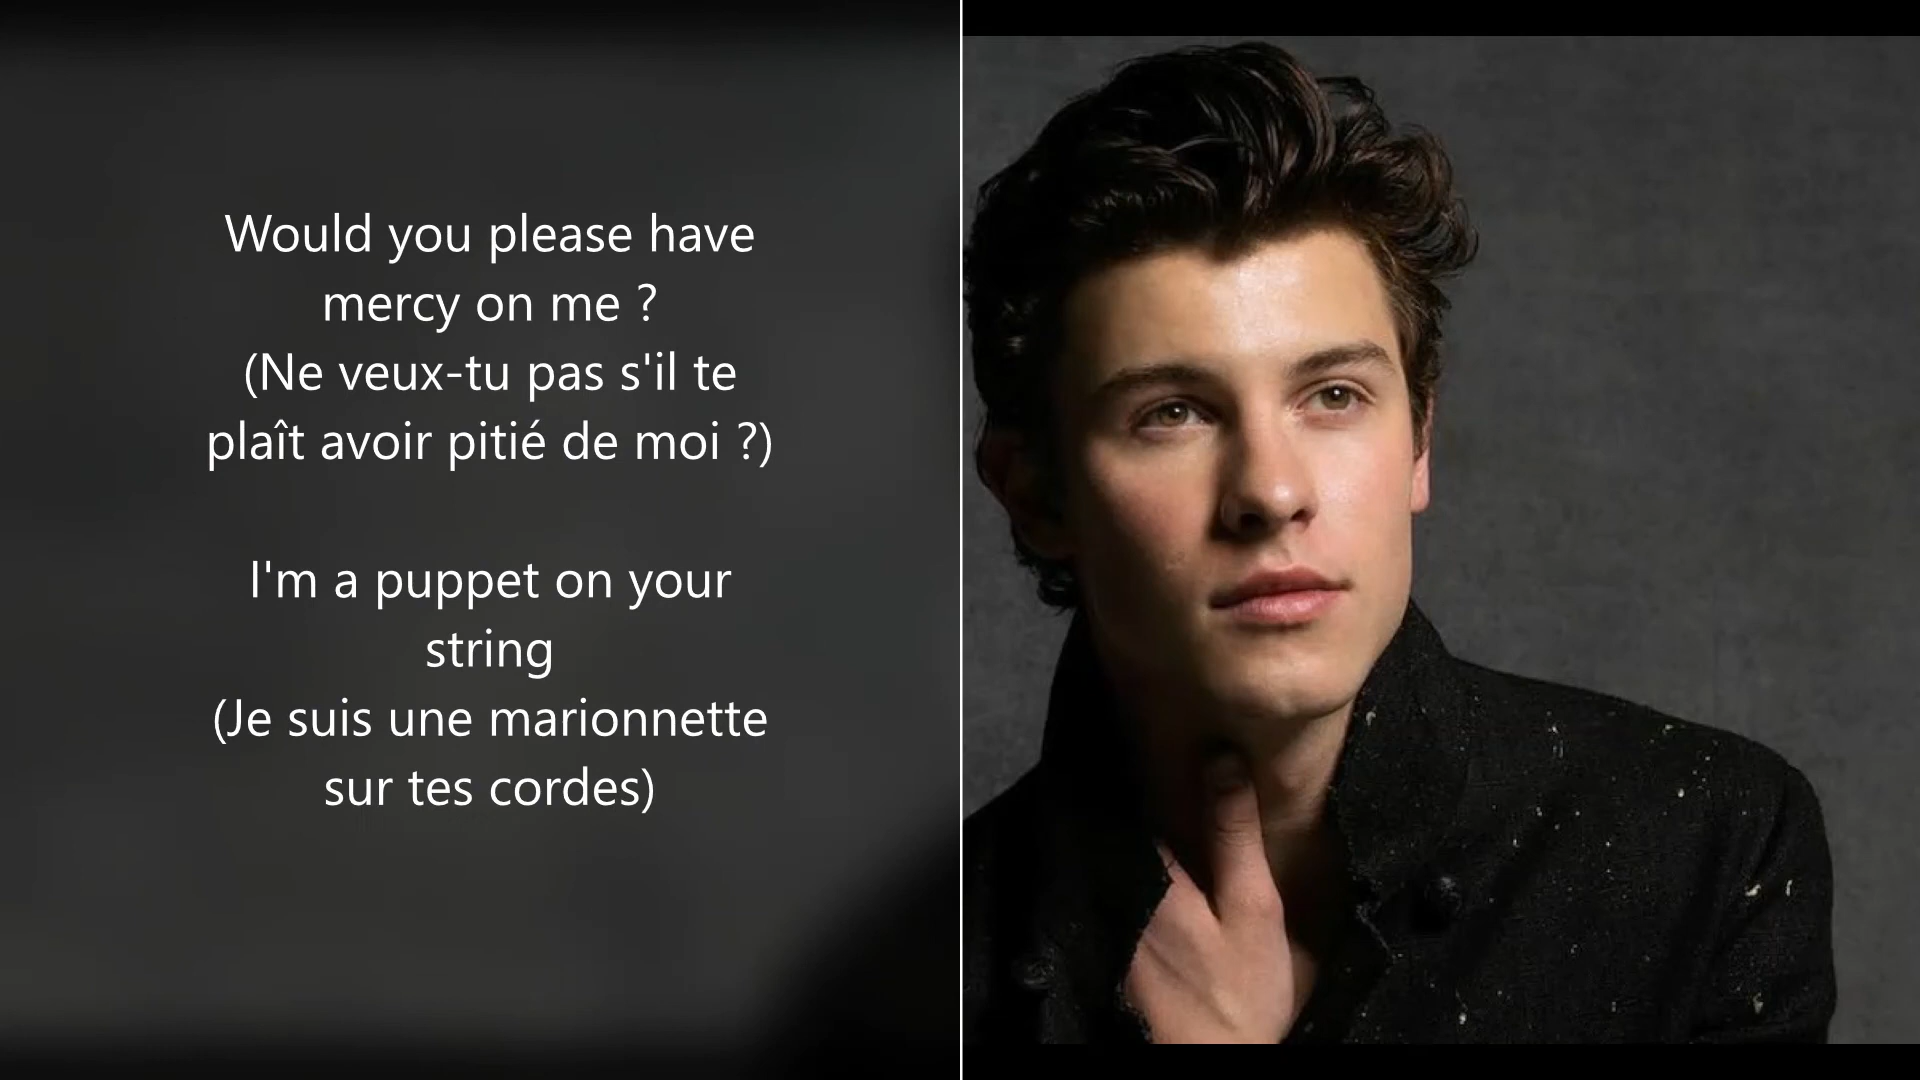 Would you please have
mercy on me ?
(Ne veux-tu pas s'il te
plaît avoir pitié de moi ?)
I'm a puppet on your
string
(Je suis une marionnette
sur tes cordes)